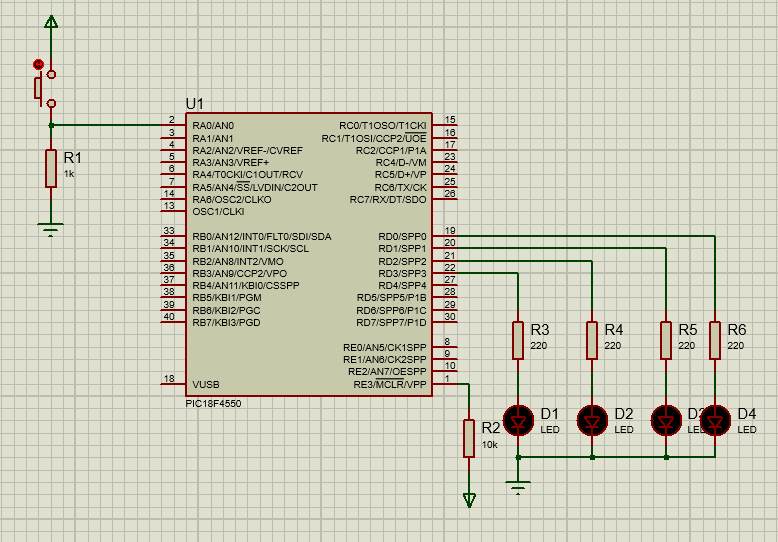 U1
2 RA0/AN0 RC0/T1OSO/T1CKI 15
3 RA1/AN1 RC1/T1OSI/CCP2/UOE 16
4 RA2/AN2/VREF-/CVREF RC2/CCP1/P1A 17
5 RA3/AN3/VREF+ RC4/D-/VM 23
6 RA4/T0CKI/C1OUT/RCV RC5/D+/VP 24
7 RA5/AN4/SS/LVDIN/C2OUT RC6/TX/CK 25
14 RA6/OSC2/CLKO RC7/RX/DT/SDO 26
13 OSC1/CLKI
R1
1k
33 RB0/AN12/INT0/FLT0/SDI/SDA RD0/SPP0 19
34 RB1/AN10/INT1/SCK/SCL RD1/SPP1 20
35 RB2/AN8/INT2/VMO RD2/SPP2 21
36 RB3/AN9/CCP2/VPO RD3/SPP3 22
37 RB4/AN11/KBI0/CSSPP RD4/SPP4 27
38 RB5/KBI1/PGM RD5/SPP5/P1B 28
39 RB6/KBI2/PGC RD6/SPP6/P1C 29
40 RB7/KBI3/PGD RD7/SPP7/P1D 30
RE0/AN5/CK1SPP 8
RE1/AN6/CK2SPP 9
RE2/AN7/OESPP 10
18 VUSB RE3/MCLR/VPP 1
PIC18F4550
R3 R4 R5 R6
220 220 220 220
R2
10k
D1 D2 D3 D4
LED LED LED LED